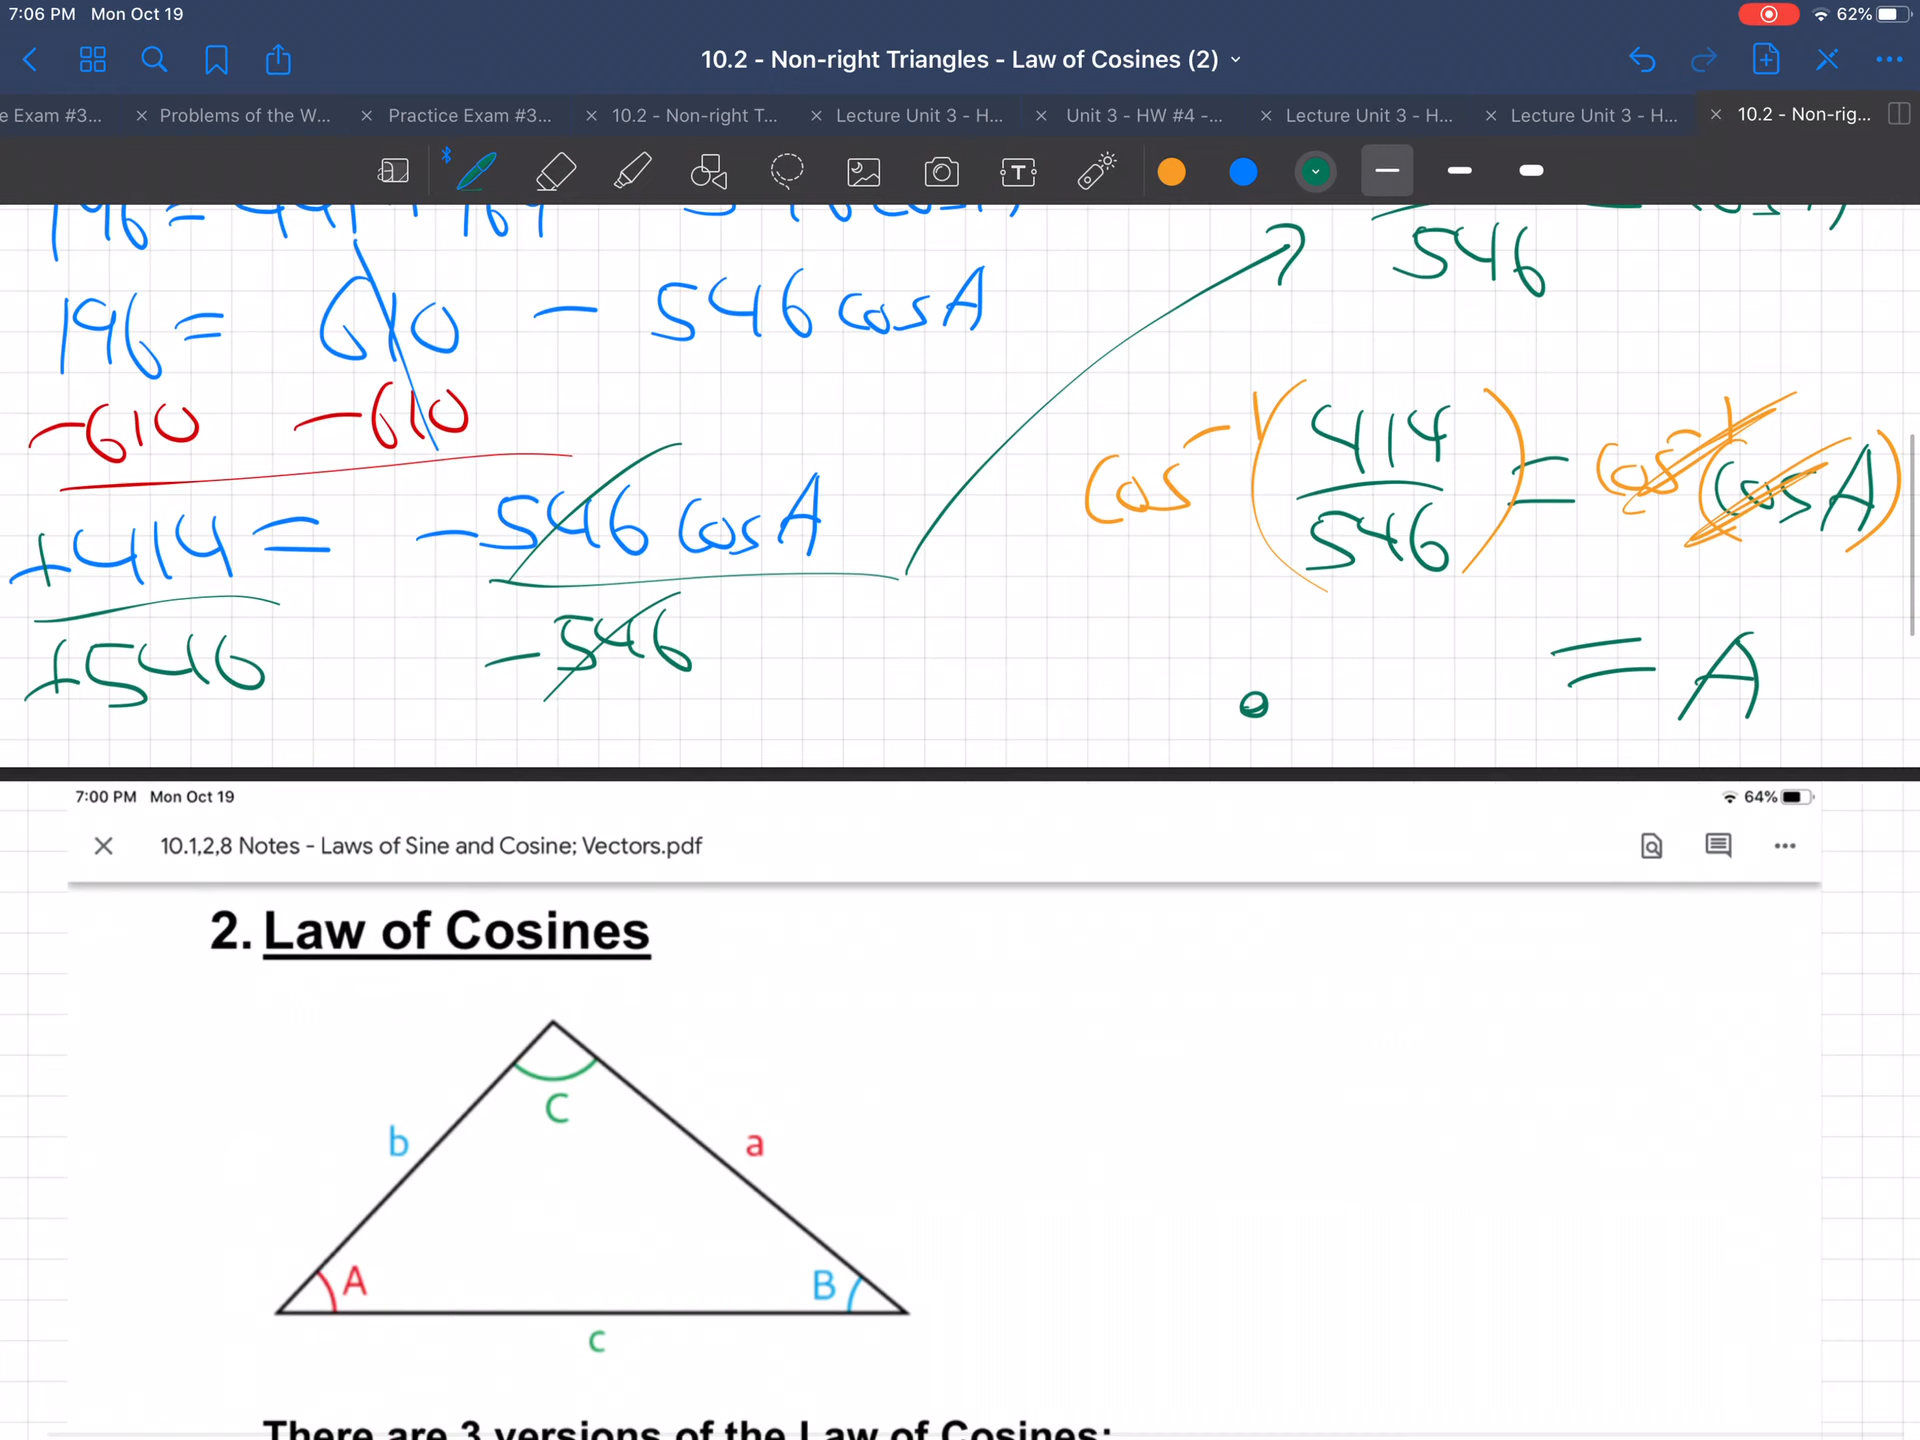 7:06 PM Mon Oct 19 62%
10.2 - Non-right Triangles - Law of Cosines (2)
e Exam #3... Problems of the W... Practice Exam #3... 10.2 - Non-right T... Lecture Unit 3 - H... Unit 3 - HW #4 -... Lecture Unit 3 - H... Lecture Unit 3 - H... 10.2 - Non-rig...
T
546
196 = 610 - 546 cos A
-610 -610
+414 = -546 cos A
+546 -546
cos⁻¹(414/546) = cos⁻¹(cos A)
= A
7:00 PM Mon Oct 19 64%
10.1,2,8 Notes - Laws of Sine and Cosine; Vectors.pdf
2. Law of Cosines
C
b a
A B
c
There are 3 versions of the Law of Cosines: